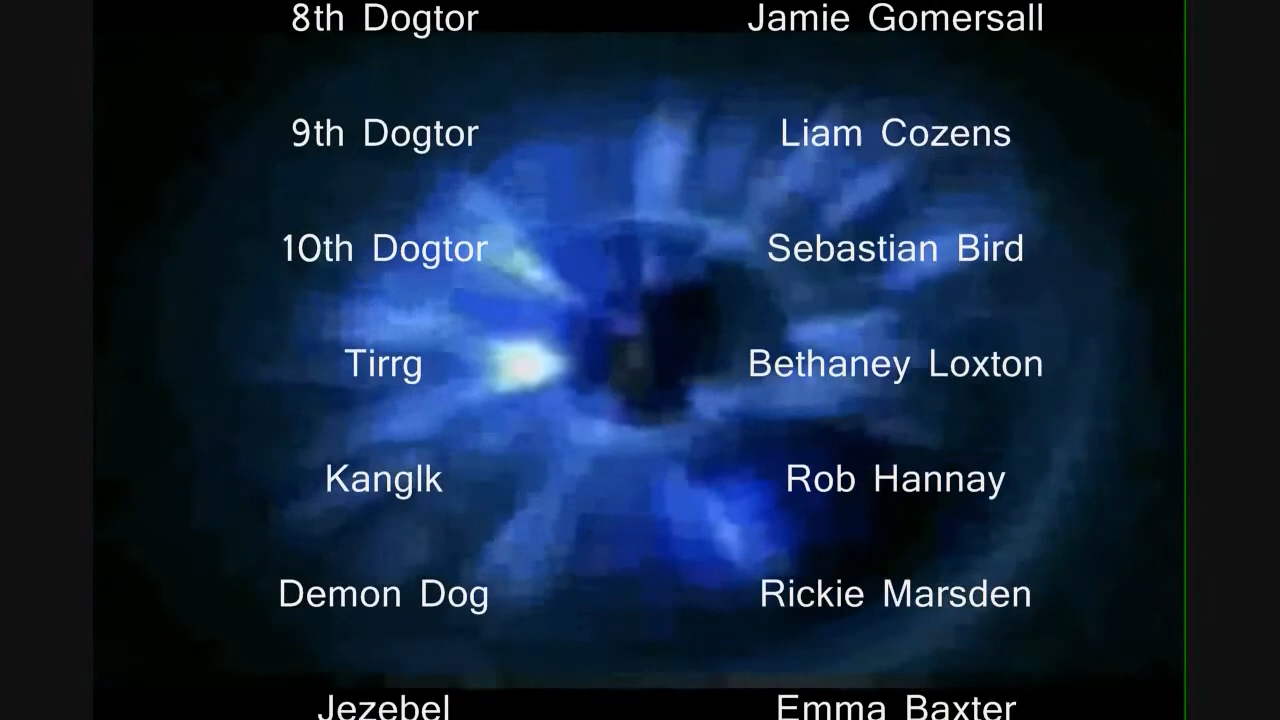 8th Dogtor Jamie Gomersall
9th Dogtor Liam Cozens
10th Dogtor Sebastian Bird
Tirrg Bethaney Loxton
Kanglk Rob Hannay
Demon Dog Rickie Marsden
Jezebel Emma Baxter